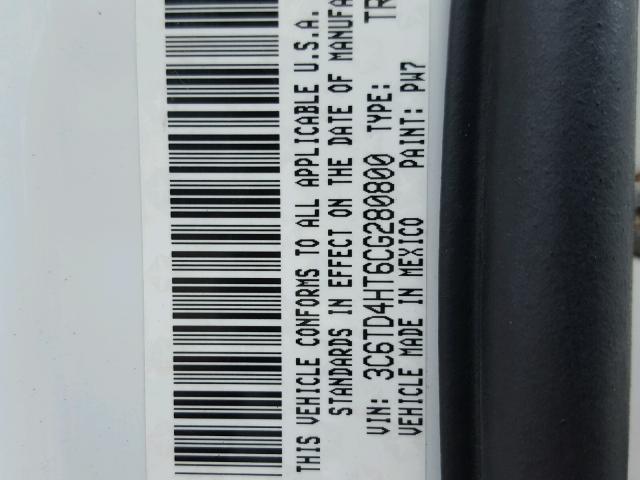 THIS VEHICLE CONFORMS TO ALL APPLICABLE U.S.A.
STANDARDS IN EFFECT ON THE DATE OF MANUFA
VIN: 3C6TD4HT6CG280800 TYPE: TR
VEHICLE MADE IN MEXICO PAINT: PW7